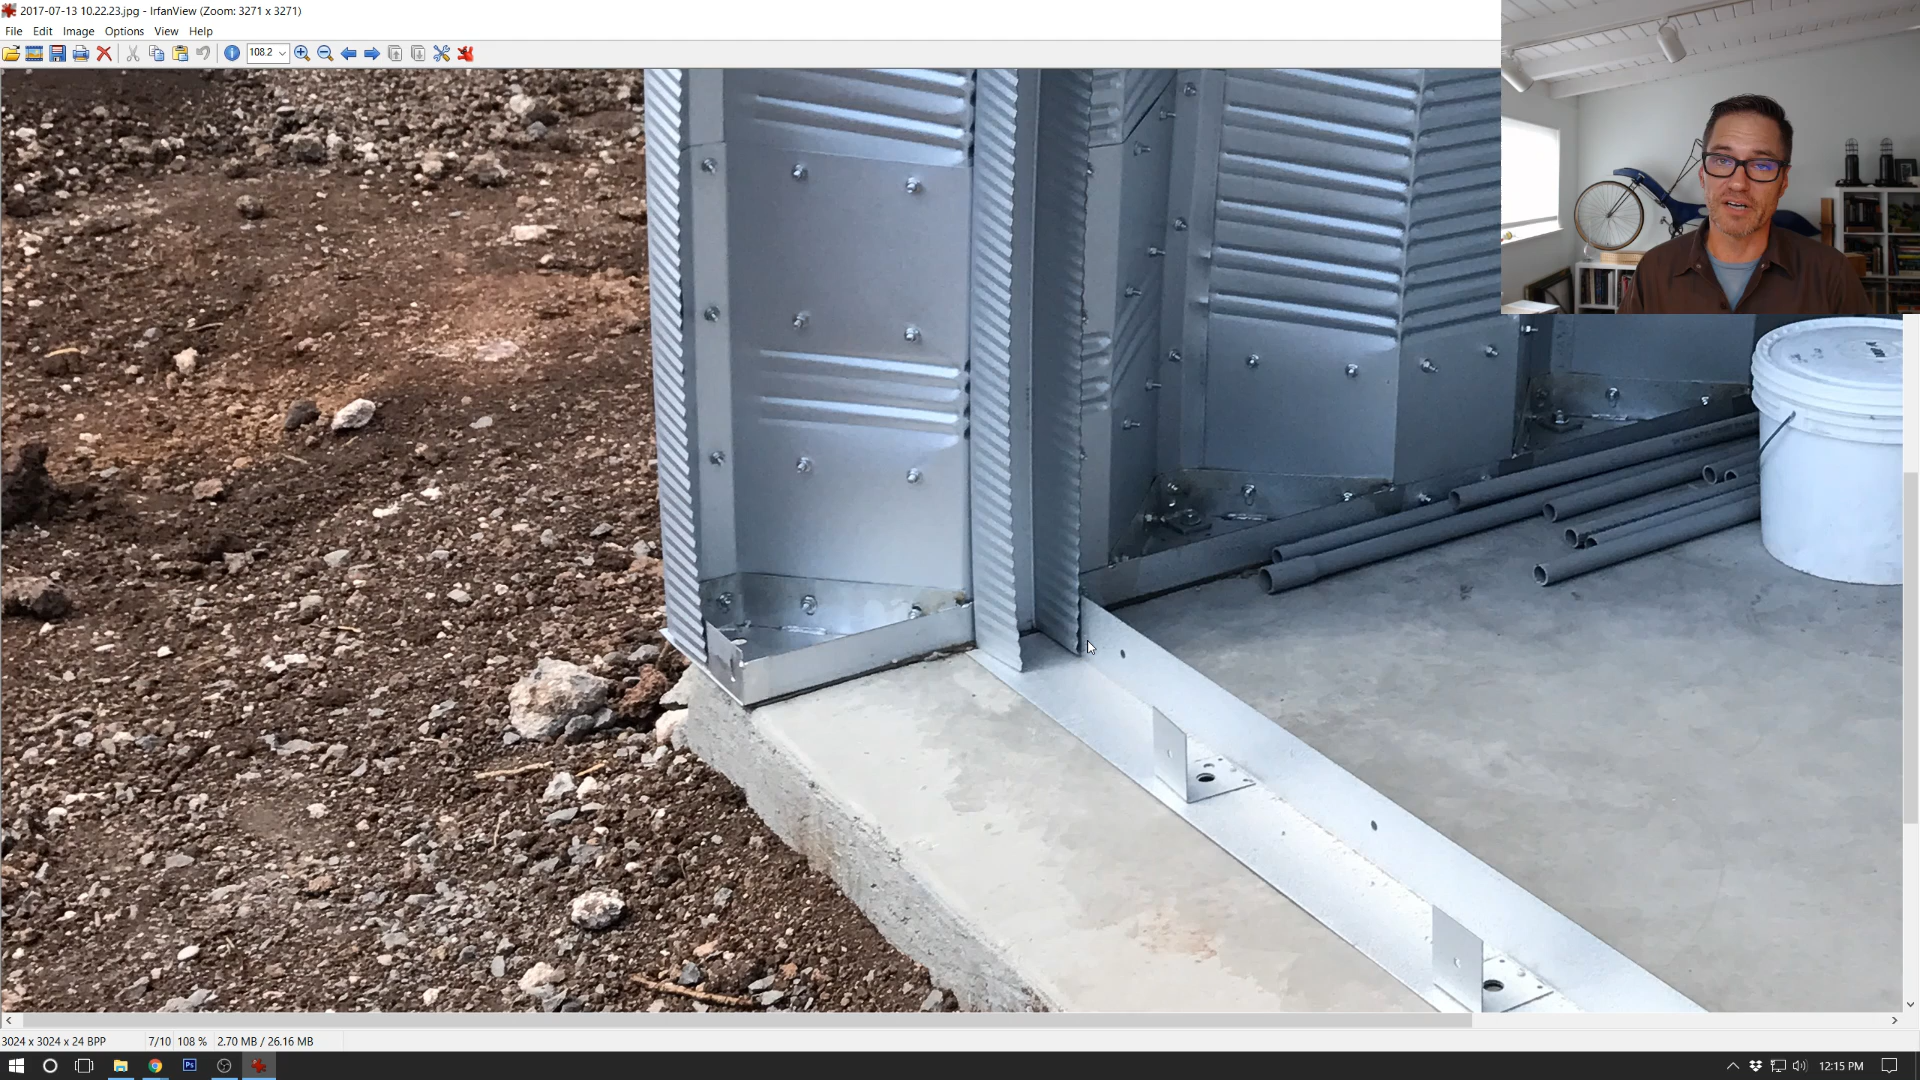 2017-07-13 10.22.23.jpg - IrfanView (Zoom: 3271 x 3271)
File Edit Image Options View Help
108.2
3024 x 3024 x 24 BPP 7/10 108 % 2.70 MB / 26.16 MB
Ps
12:15 PM